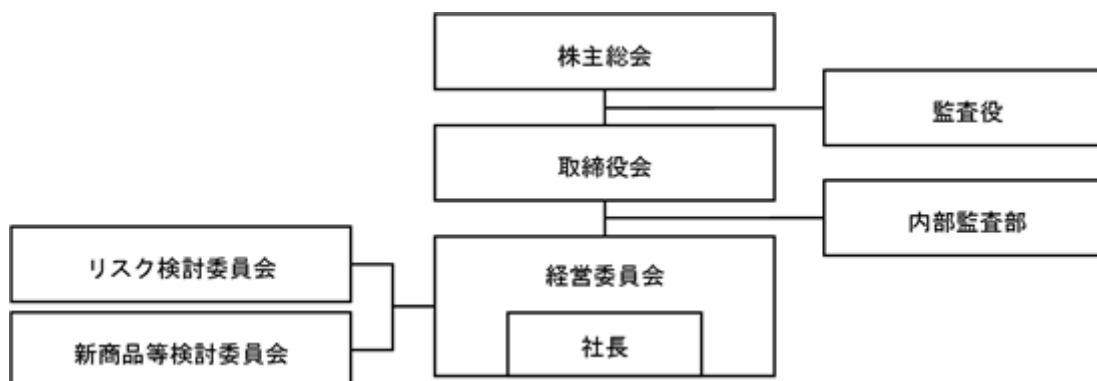 株主総会
監査役
取締役会
内部監査部
リスク検討委員会
経営委員会
新商品等検討委員会
社長